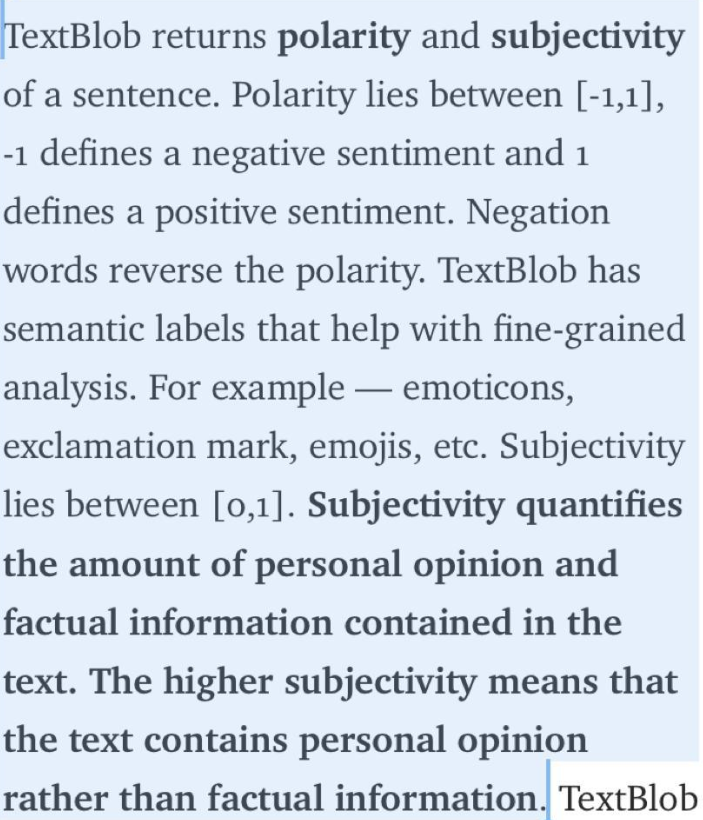 TextBlob returns polarity and subjectivity
of a sentence. Polarity lies between [-1,1],
-1 defines a negative sentiment and 1
defines a positive sentiment. Negation
words reverse the polarity. TextBlob has
semantic labels that help with fine-grained
analysis. For example — emoticons,
exclamation mark, emojis, etc. Subjectivity
lies between [0,1]. Subjectivity quantifies
the amount of personal opinion and
factual information contained in the
text. The higher subjectivity means that
the text contains personal opinion
rather than factual information. TextBlob